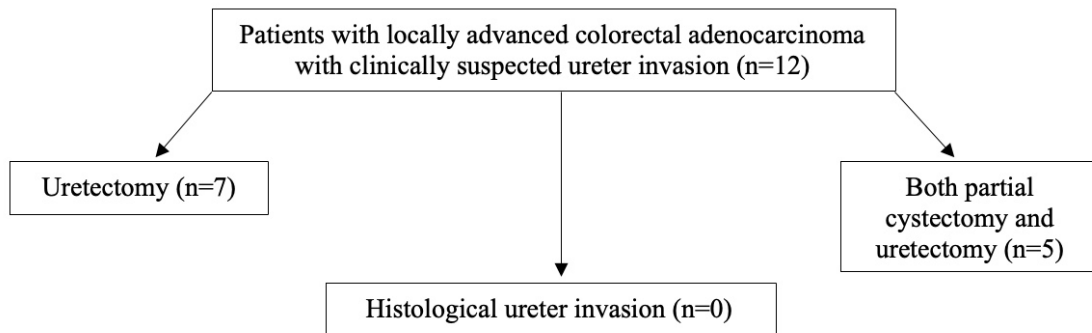 Patients with locally advanced colorectal adenocarcinoma
with clinically suspected ureter invasion (n=12)
Uretectomy (n=7)
Both partial
cystectomy and
uretectomy (n=5)
Histological ureter invasion (n=0)